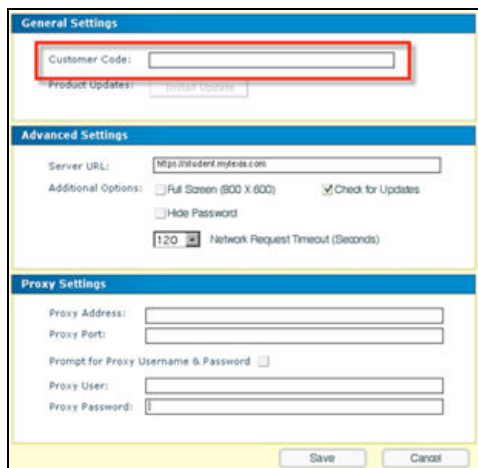 General Settings
Customer Code:
Product Updates: Install Update
Advanced Settings
Server URL: https://student.mylexia.com
Additional Options: Full Screen (800 X 600) Check for Updates
Hide Password
120 Network Request Timeout (Seconds)
Proxy Settings
Proxy Address:
Proxy Port:
Prompt for Proxy Username & Password
Proxy User:
Proxy Password:
Save Cancel